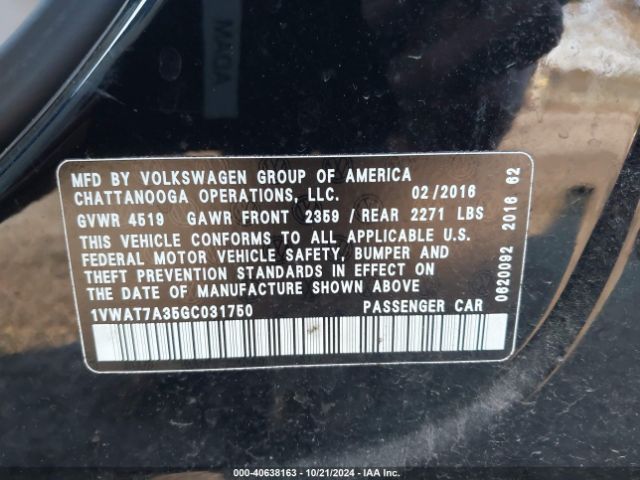 MFD BY VOLKSWAGEN GROUP OF AMERICA
CHATTANOOGA OPERATIONS, LLC. 02/2016
GVWR 4519 GAWR FRONT 2359 / REAR 2271 LBS
THIS VEHICLE CONFORMS TO ALL APPLICABLE U.S.
FEDERAL MOTOR VEHICLE SAFETY, BUMPER AND
THEFT PREVENTION STANDARDS IN EFFECT ON
THE DATE OF MANUFACTURE SHOWN ABOVE
1VWAT7A35GC031750 PASSENGER CAR
0620092 2016 62
000-40638163 - 10/21/2024 - IAA Inc.